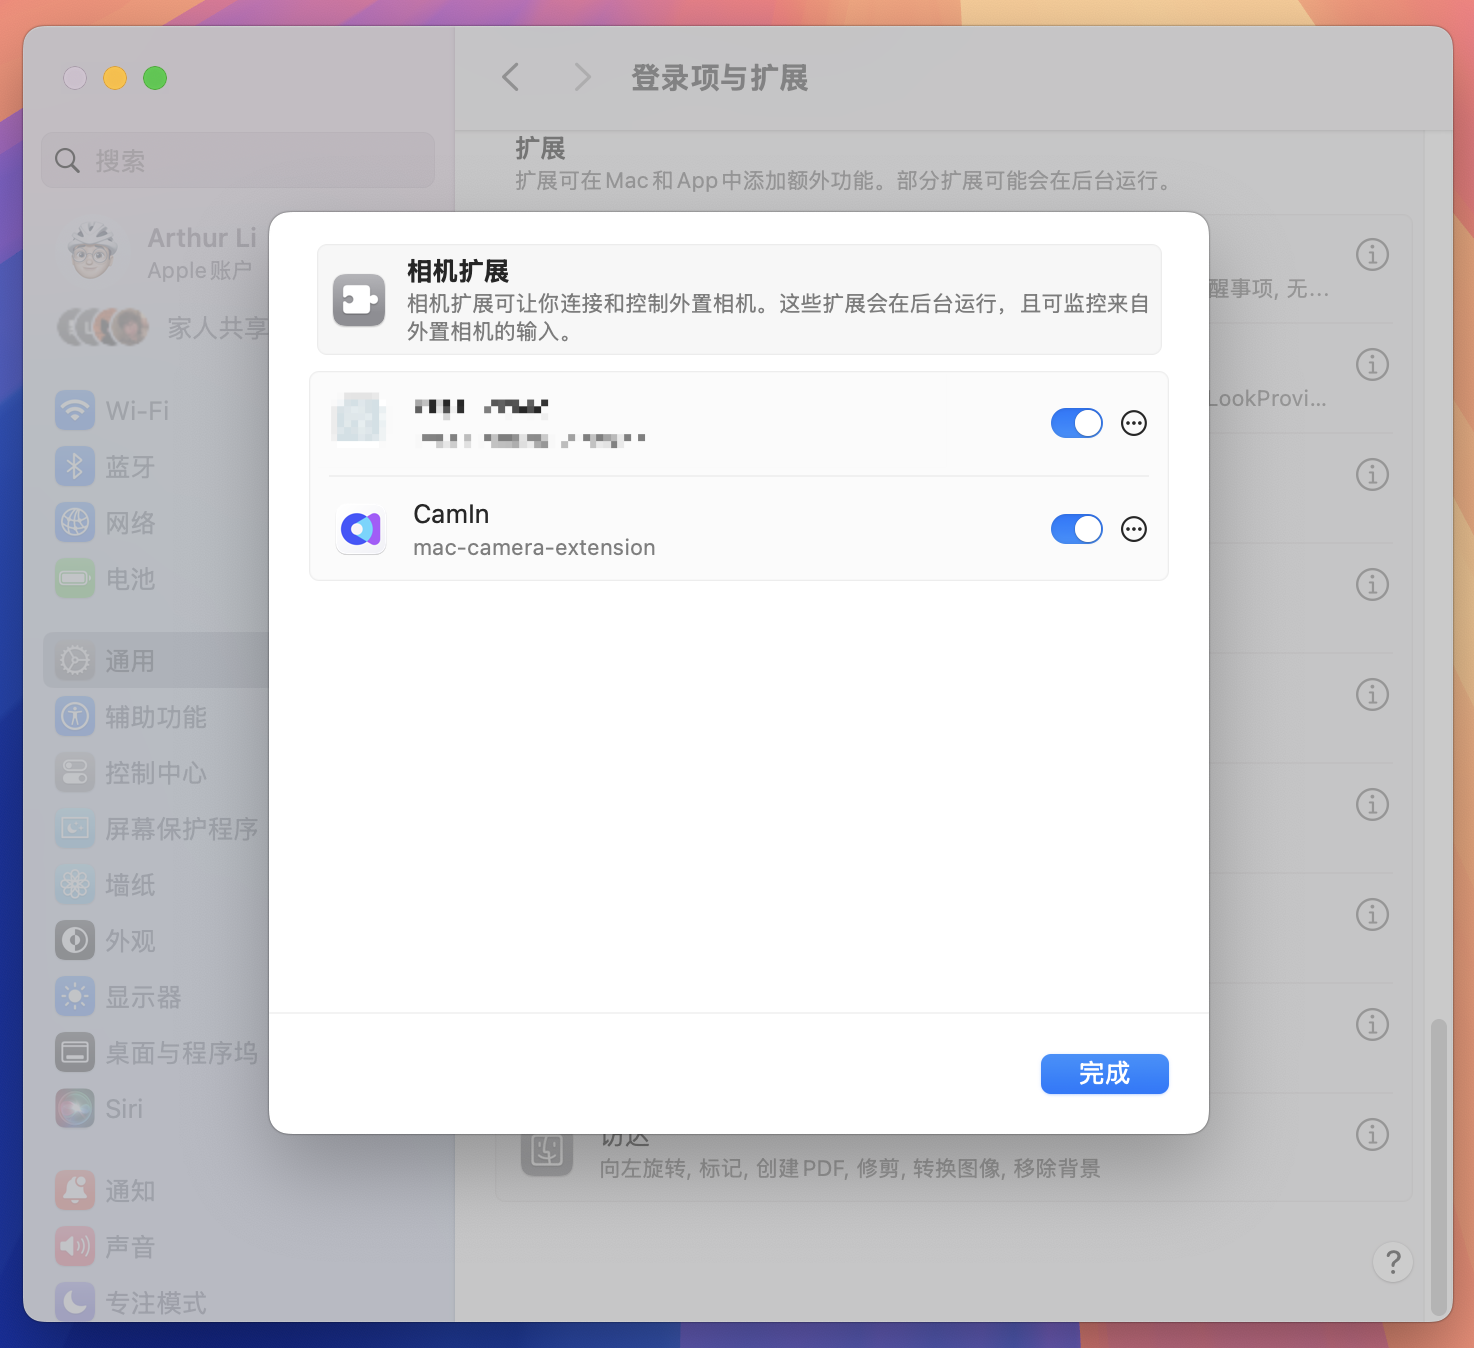 登录项与扩展
搜索
Arthur Li
Apple账户
家人共享
Wi-Fi
蓝牙
网络
电池
通用
辅助功能
控制中心
屏幕保护程序
墙纸
外观
显示器
桌面与程序坞
Siri
通知
声音
专注模式
扩展
扩展可在Mac和App中添加额外功能。部分扩展可能会在后台运行。
醒事项, 无...
LookProvi...
相机扩展
相机扩展可让你连接和控制外置相机。这些扩展会在后台运行，且可监控来自
外置相机的输入。
CamIn
mac-camera-extension
完成
访达
向左旋转, 标记, 创建PDF, 修剪, 转换图像, 移除背景
?